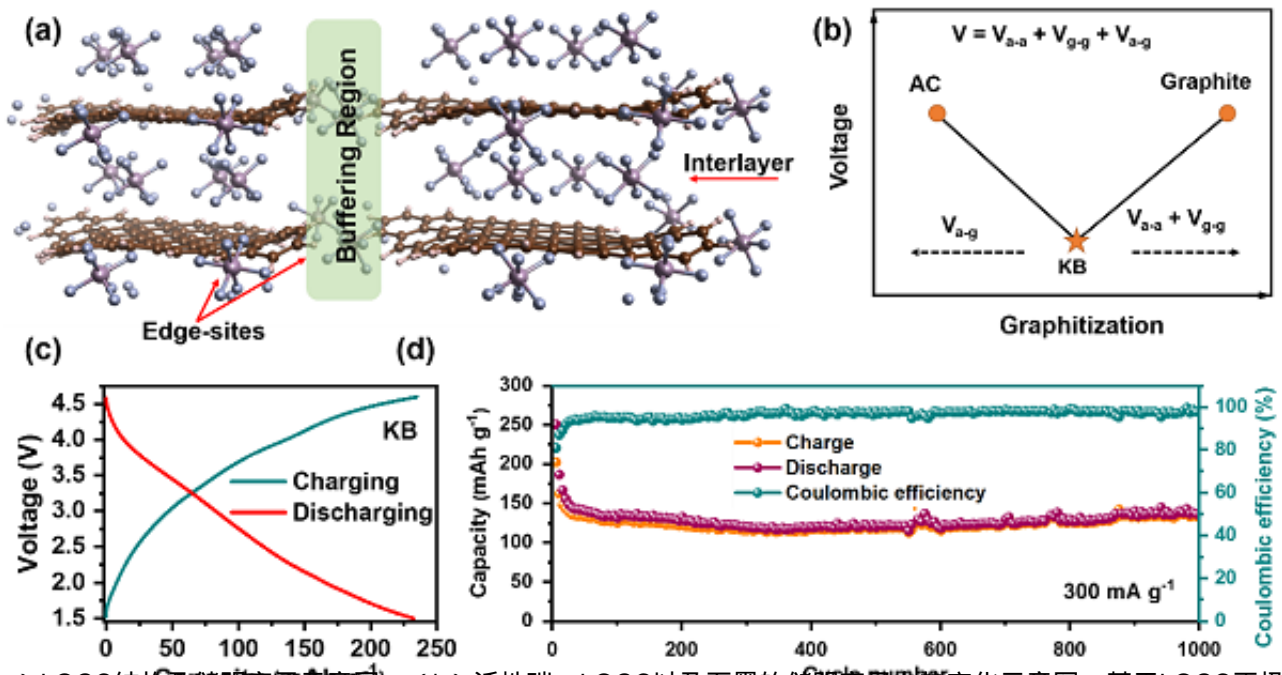 (a)
Buffering Region
Interlayer
Edge-sites
(b)
V = Va-a + Vg-g + Va-g
AC
Graphite
Voltage
Va-g
Va-a + Vg-g
KB
Graphitization
(c)
4.5
4.0
3.5
3.0
2.5
2.0
1.5
Voltage (V)
KB
Charging
Discharging
0 50 100 150 200 250
(d)
300
250
200
150
100
50
0
Capacity (mAh g-1)
Charge
Discharge
Coulombic efficiency
300 mA g-1
100
80
60
40
20
0
Coulombic efficiency (%)
0 200 400 600 800 1000
Cycle number